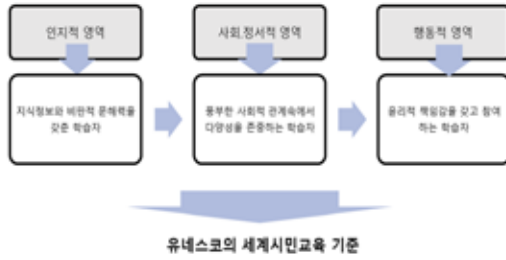 인지적 영역
사회.정서적 영역
행동적 영역
지식정보와 비판적 문해력을
갖춘 학습자
풍부한 사회적 관계속에서
다양성을 존중하는 학습자
윤리적 책임감을 갖고 참여
하는 학습자
유네스코의 세계시민교육 기준